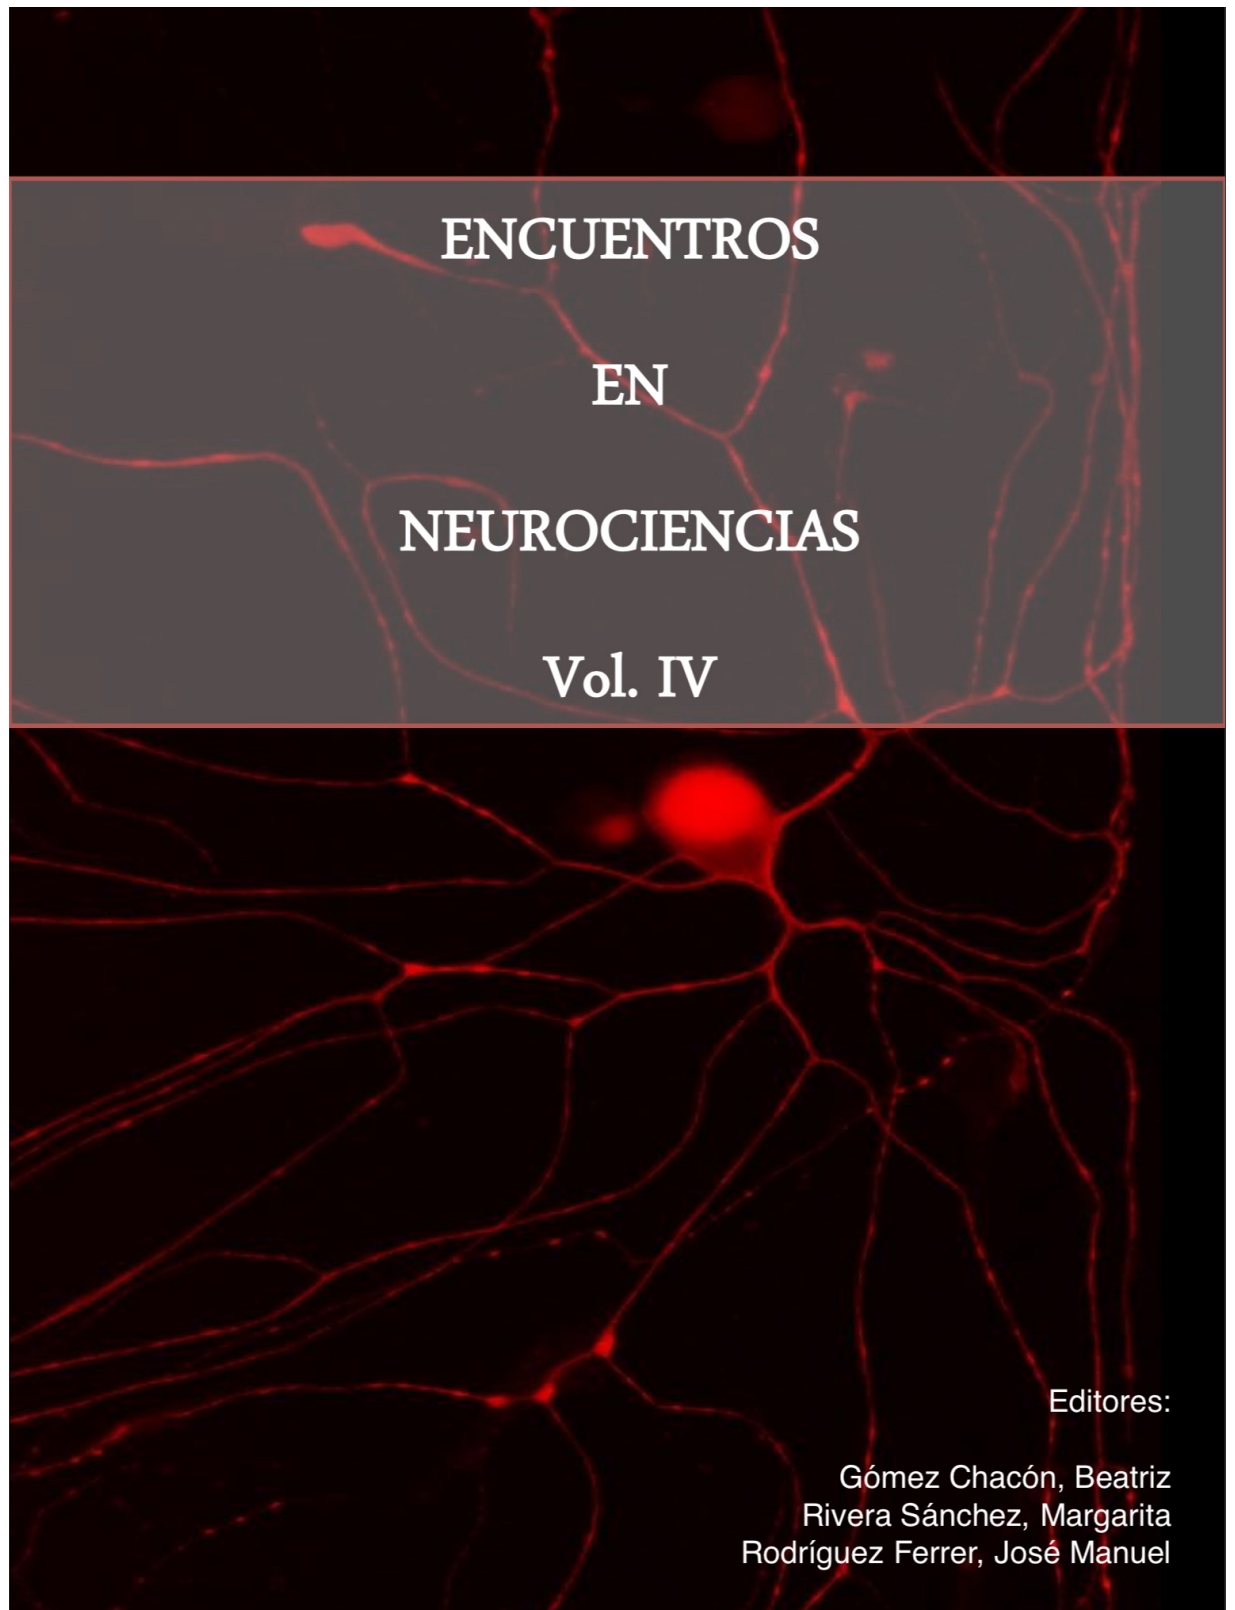 ENCUENTROS
EN
NEUROCIENCIAS
Vol. IV
Editores:
Gómez Chacón, Beatriz
Rivera Sánchez, Margarita
Rodríguez Ferrer, José Manuel